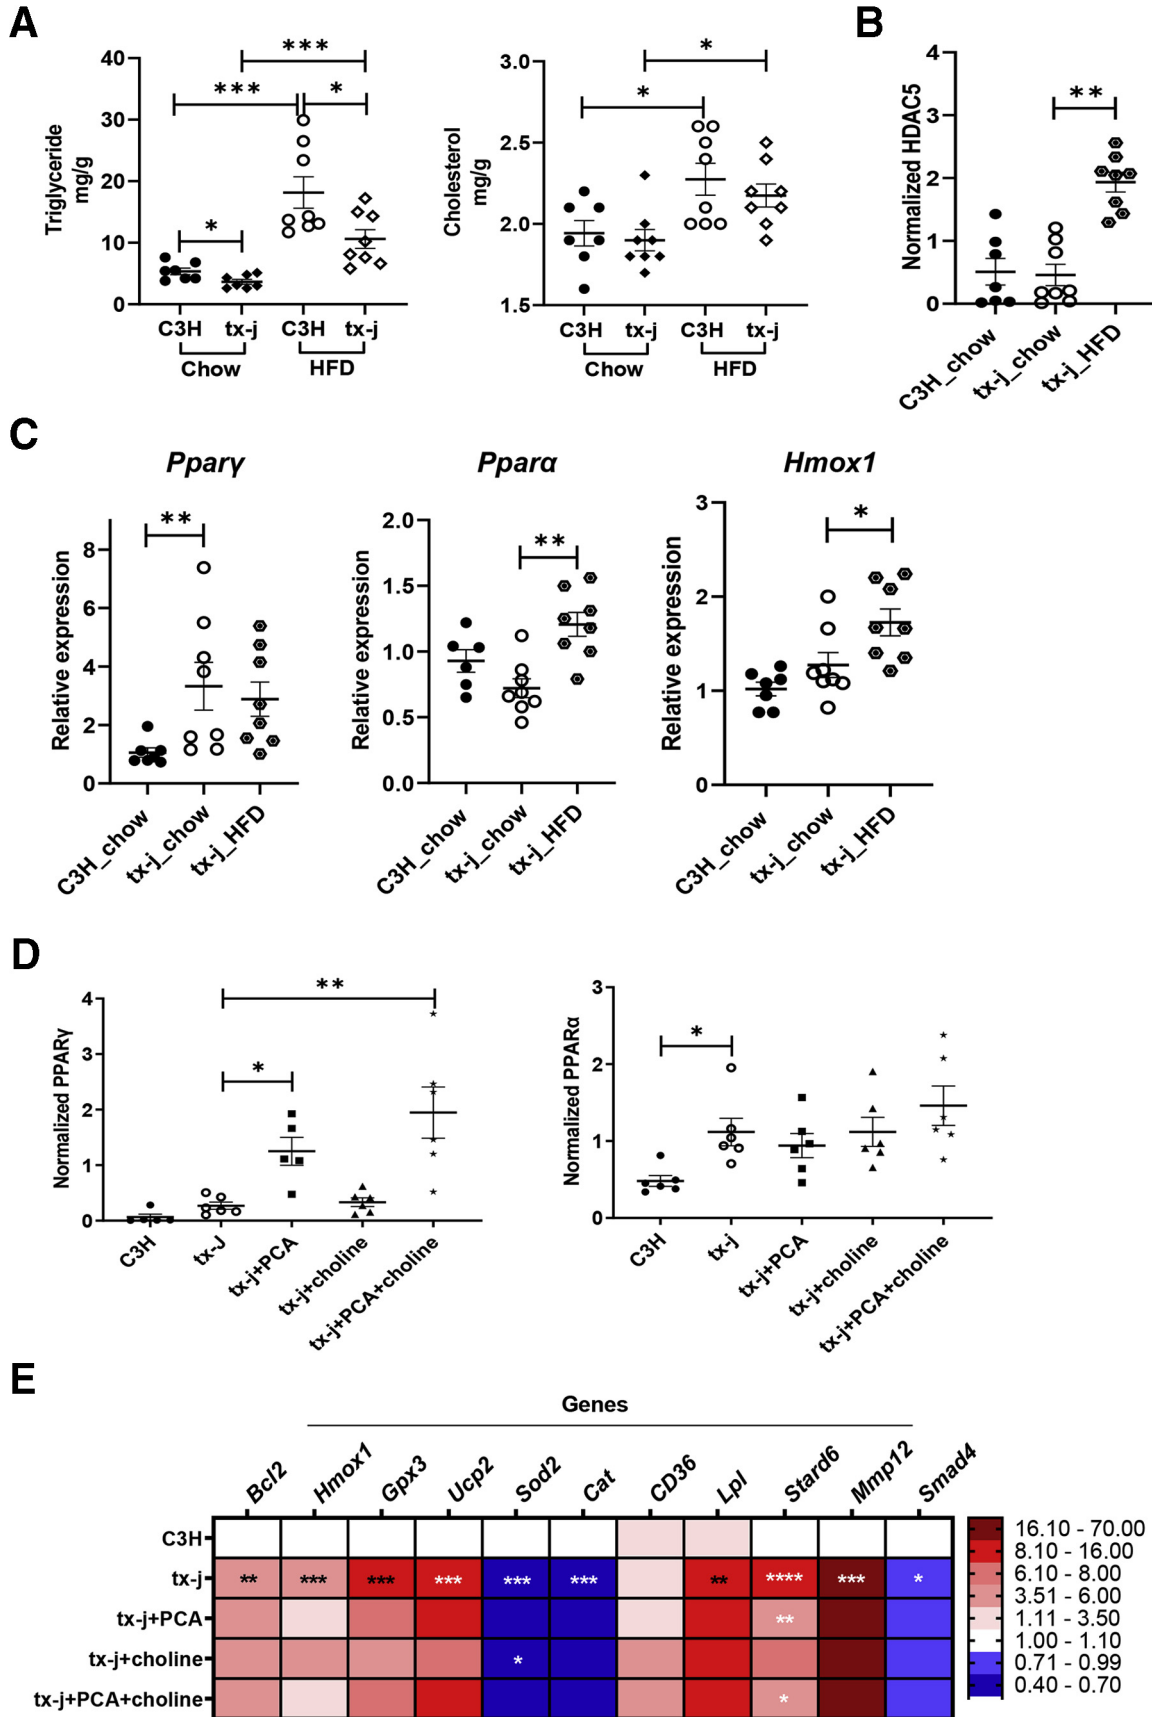 A
Triglyceride
mg/g
40
30
20
10
0
***
***
*
*
C3H
tx-j
C3H
tx-j
Chow
HFD
Cholesterol
mg/g
3.0
2.5
2.0
1.5
*
*
C3H
tx-j
C3H
tx-j
Chow
HFD
B
Normalized HDAC5
4
3
2
1
0
**
C3H_chow
tx-j_chow
tx-j_HFD
C
Pparγ
Relative expression
8
6
4
2
0
**
C3H_chow
tx-j_chow
tx-j_HFD
Pparα
Relative expression
2.0
1.5
1.0
0.5
0.0
**
C3H_chow
tx-j_chow
tx-j_HFD
Hmox1
Relative expression
3
2
1
0
*
C3H_chow
tx-j_chow
tx-j_HFD
D
Normalized PPARγ
4
3
2
1
0
**
*
C3H
tx-J
tx-j+PCA
tx-j+choline
tx-j+PCA+choline
Normalized PPARα
3
2
1
0
*
C3H
tx-j
tx-j+PCA
tx-j+choline
tx-j+PCA+choline
E
Genes
Bcl2 Hmox1 Gpx3 Ucp2 Sod2 Cat CD36 Lpl Stard6 Mmp12 Smad4
C3H
tx-j ** *** *** *** *** *** ** **** *** *
tx-j+PCA **
tx-j+choline *
tx-j+PCA+choline *
16.10 - 70.00
8.10 - 16.00
6.10 - 8.00
3.51 - 6.00
1.11 - 3.50
1.00 - 1.10
0.71 - 0.99
0.40 - 0.70